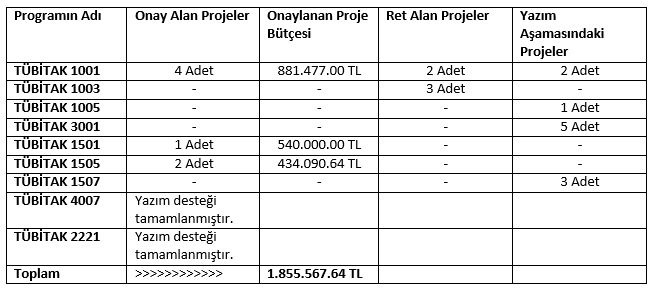 Programın Adı Onay Alan Projeler Onaylanan Proje Bütçesi Ret Alan Projeler Yazım Aşamasındaki Projeler
TÜBİTAK 1001 4 Adet 881.477.00 TL 2 Adet 2 Adet
TÜBİTAK 1003 - - 3 Adet -
TÜBİTAK 1005 - - - 1 Adet
TÜBİTAK 3001 - - - 5 Adet
TÜBİTAK 1501 1 Adet 540.000.00 TL - -
TÜBİTAK 1505 2 Adet 434.090.64 TL - -
TÜBİTAK 1507 - - - 3 Adet
TÜBİTAK 4007 Yazım desteği tamamlanmıştır.
TÜBİTAK 2221 Yazım desteği tamamlanmıştır.
Toplam >>>>>>>>>>>> 1.855.567.64 TL